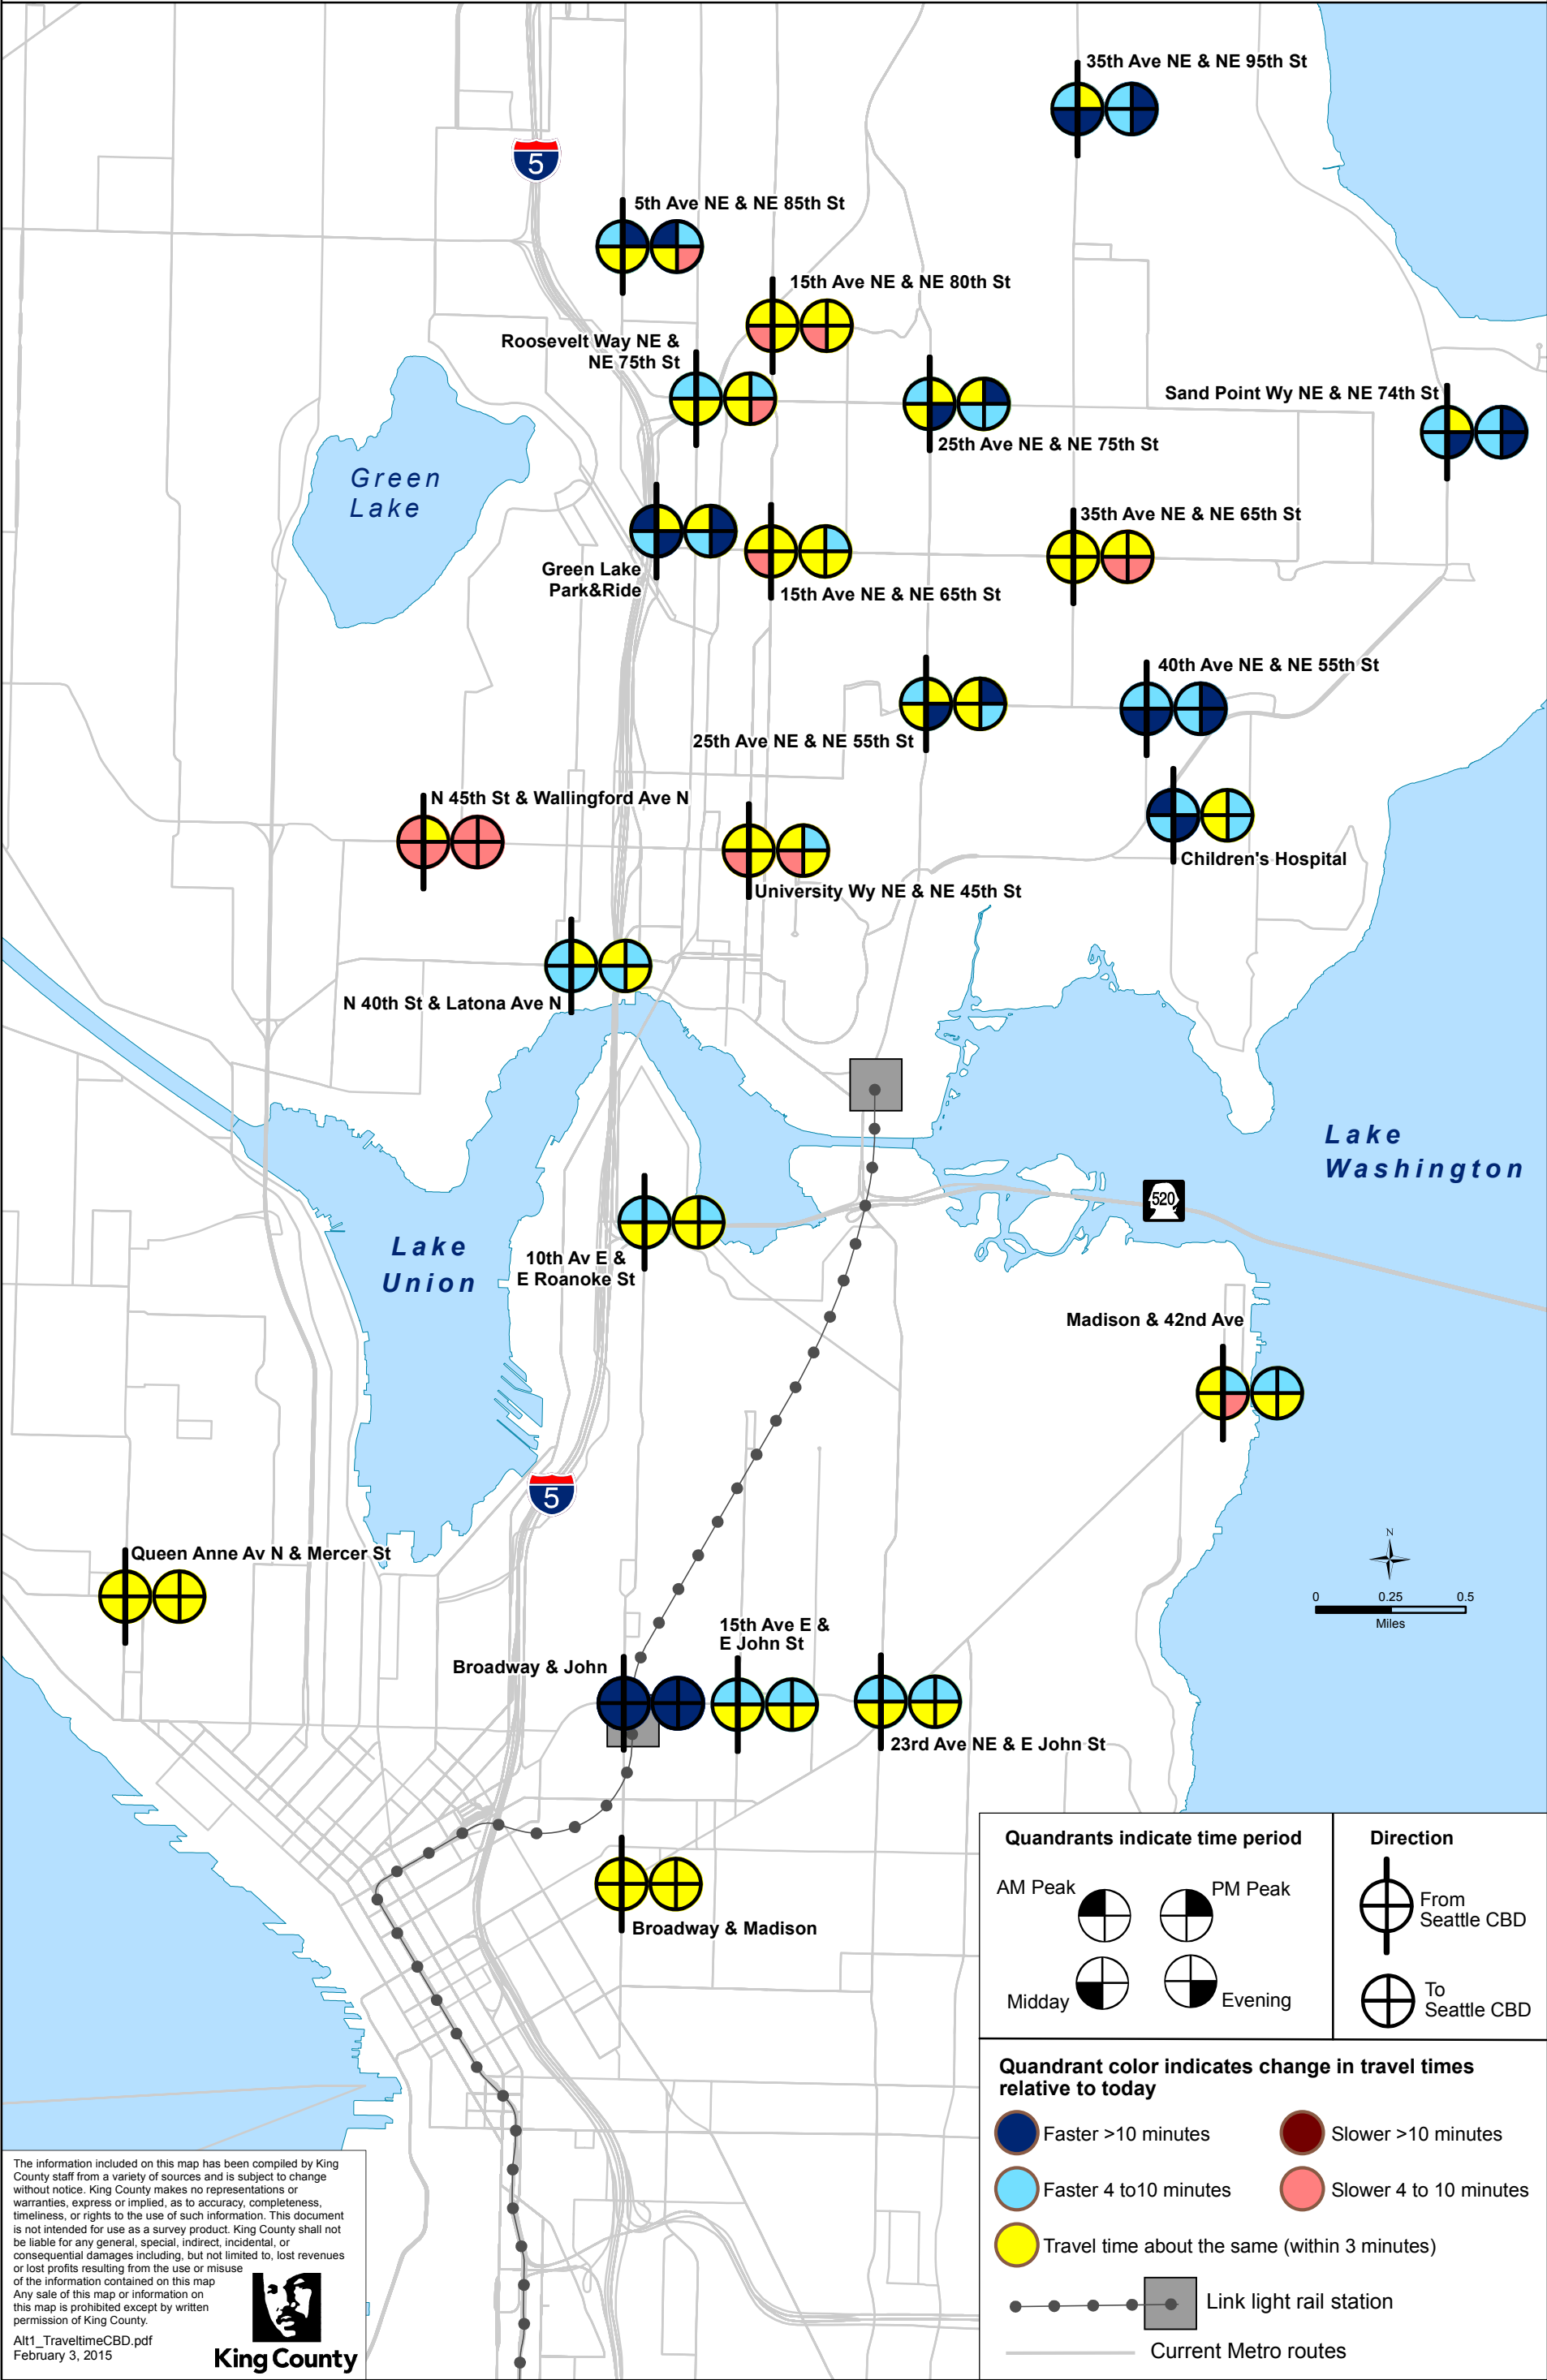 35th Ave NE & NE 95th St
5
5th Ave NE & NE 85th St
15th Ave NE & NE 80th St
Roosevelt Way NE &
NE 75th St
Sand Point Wy NE & NE 74th St
25th Ave NE & NE 75th St
Green
Lake
35th Ave NE & NE 65th St
Green Lake
Park&Ride
15th Ave NE & NE 65th St
40th Ave NE & NE 55th St
25th Ave NE & NE 55th St
N 45th St & Wallingford Ave N
Children's Hospital
University Wy NE & NE 45th St
N 40th St & Latona Ave N
Lake
Washington
520
Lake
Union
10th Av E &
E Roanoke St
Madison & 42nd Ave
5
N
Queen Anne Av N & Mercer St
0 0.25 0.5
Miles
15th Ave E &
E John St
Broadway & John
23rd Ave NE & E John St
Broadway & Madison
Quandrants indicate time period
AM Peak
PM Peak
Midday
Evening
Direction
From
Seattle CBD
To
Seattle CBD
Quandrant color indicates change in travel times
relative to today
Faster >10 minutes
Slower >10 minutes
Faster 4 to10 minutes
Slower 4 to 10 minutes
Travel time about the same (within 3 minutes)
Link light rail station
Current Metro routes
The information included on this map has been compiled by King
County staff from a variety of sources and is subject to change
without notice. King County makes no representations or
warranties, express or implied, as to accuracy, completeness,
timeliness, or rights to the use of such information. This document
is not intended for use as a survey product. King County shall not
be liable for any general, special, indirect, incidental, or
consequential damages including, but not limited to, lost revenues
or lost profits resulting from the use or misuse
of the information contained on this map
Any sale of this map or information on
this map is prohibited except by written
permission of King County.
Alt1_TraveltimeCBD.pdf
February 3, 2015
King County